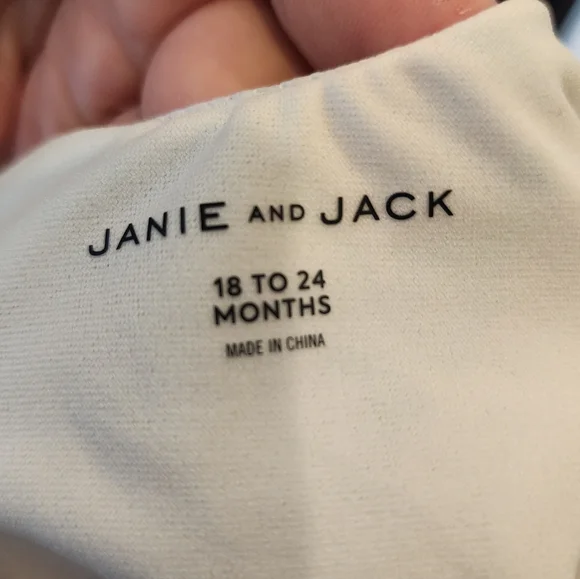 JANIE AND JACK
18 TO 24
MONTHS
MADE IN CHINA